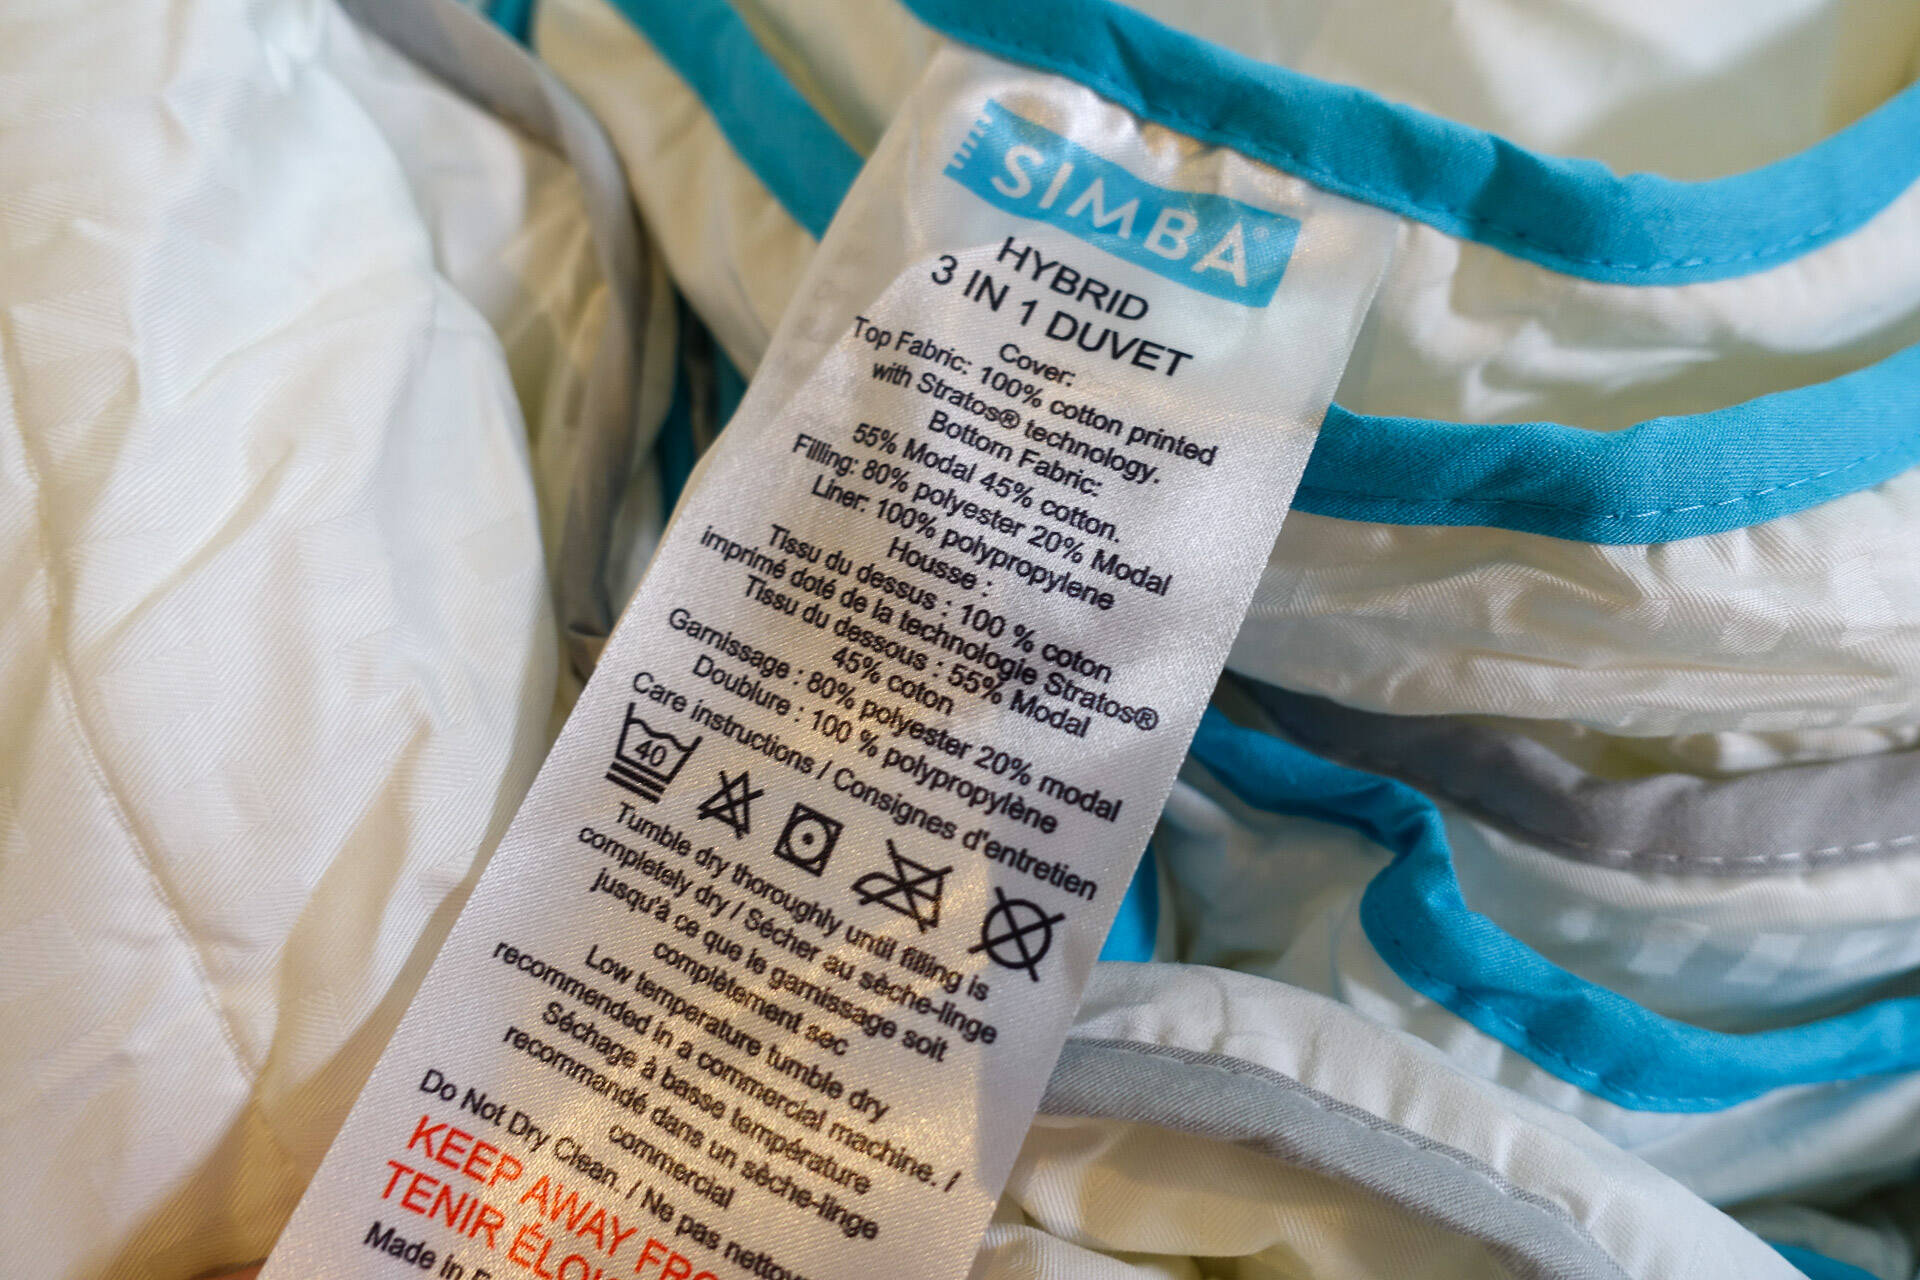 SIMBA®
HYBRID
3 IN 1 DUVET
Cover:
Top Fabric: 100% cotton printed
with Stratos® technology.
Bottom Fabric:
55% Modal 45% cotton.
Filling: 80% polyester 20% Modal
Liner: 100% polypropylene
Housse :
Tissu du dessus : 100 % coton
imprimé doté de la technologie Stratos®
Tissu du dessous : 55% Modal
45% coton
Garnissage : 80% polyester 20% modal
Doublure : 100 % polypropylène
Care instructions / Consignes d'entretien
40
Tumble dry thoroughly until filling is
completely dry / Sécher au sèche-linge
jusqu'à ce que le garnissage soit
complètement sec
Low temperature tumble dry
recommended in a commercial machine. /
Séchage à basse température
recommandé dans un sèche-linge
commercial
Do Not Dry Clean. / Ne pas
KEEP AWAY
TENIR
Made in